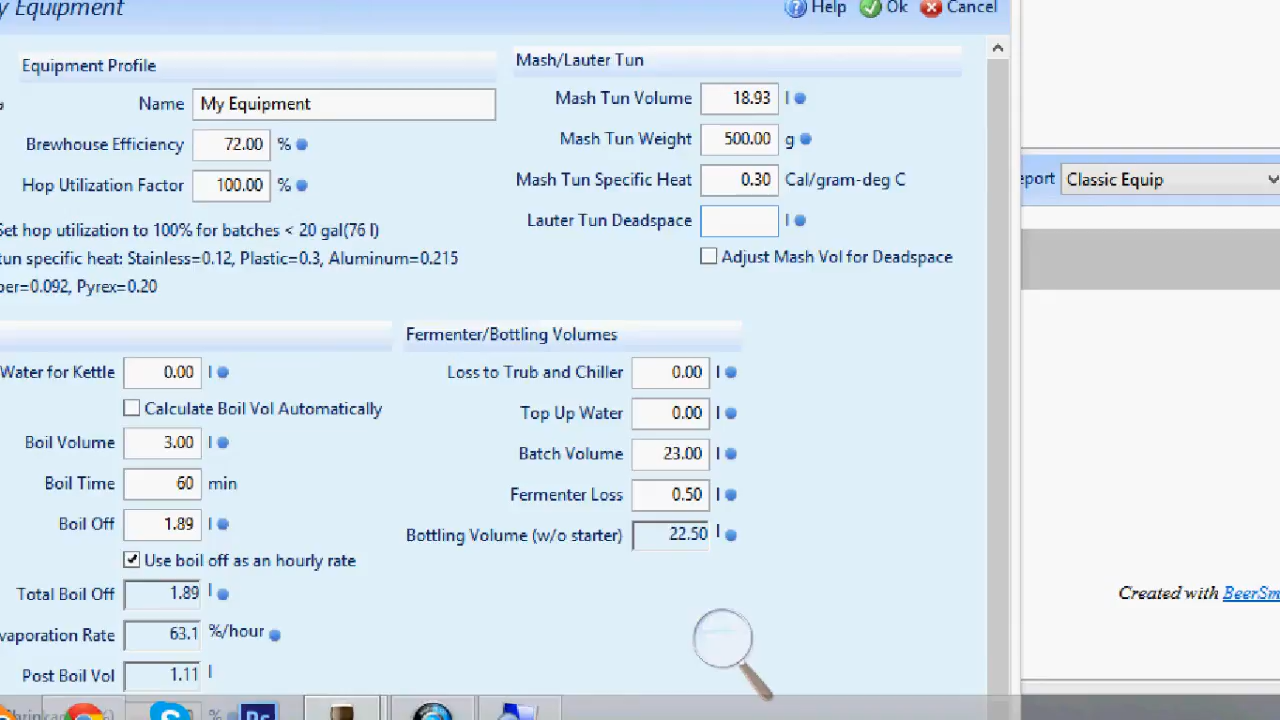 y Equipment
Help Ok Cancel
Equipment Profile
Name My Equipment
Brewhouse Efficiency 72.00 %
Hop Utilization Factor 100.00 %
Set hop utilization to 100% for batches < 20 gal(76 l)
tun specific heat: Stainless=0.12, Plastic=0.3, Aluminum=0.215
per=0.092, Pyrex=0.20
Mash/Lauter Tun
Mash Tun Volume 18.93 l
Mash Tun Weight 500.00 g
Mash Tun Specific Heat 0.30 Cal/gram-deg C
Lauter Tun Deadspace l
Adjust Mash Vol for Deadspace
port Classic Equip
Water for Kettle 0.00 l
Calculate Boil Vol Automatically
Boil Volume 3.00 l
Boil Time 60 min
Boil Off 1.89 l
Use boil off as an hourly rate
Total Boil Off 1.89 l
vaporation Rate 63.1 %/hour
Post Boil Vol 1.11 l
Fermenter/Bottling Volumes
Loss to Trub and Chiller 0.00 l
Top Up Water 0.00 l
Batch Volume 23.00 l
Fermenter Loss 0.50 l
Bottling Volume (w/o starter) 22.50 l
Created with BeerSm
Ps